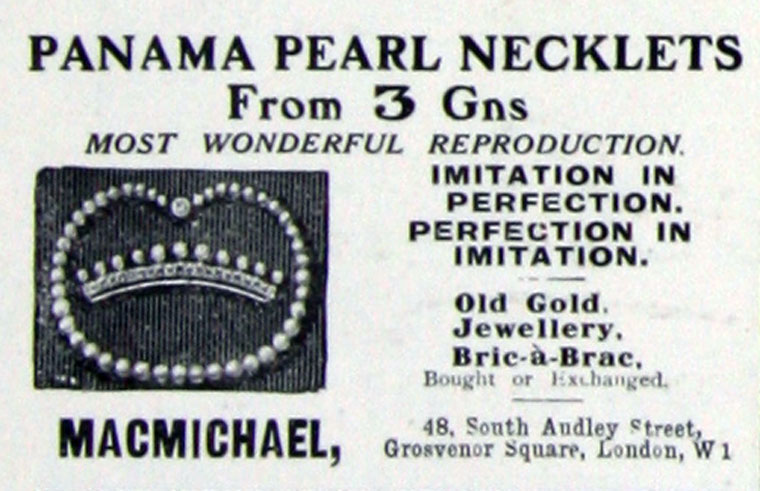 PANAMA PEARL NECKLETS
From 3 Gns
MOST WONDERFUL REPRODUCTION.
IMITATION IN
PERFECTION.
PERFECTION IN
IMITATION.
Old Gold,
Jewellery,
Bric-à-Brac,
Bought or Exchanged.
MACMICHAEL,
48, South Audley Street,
Grosvenor Square, London, W 1